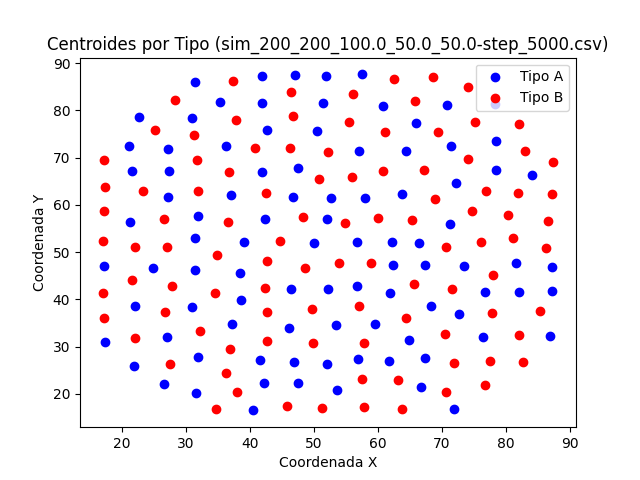 Centroides por Tipo (sim_200_200_100.0_50.0_50.0-step_5000.csv)
Tipo A
Tipo B
90
80
70
60
50
40
30
20
Coordenada Y
20 30 40 50 60 70 80 90
Coordenada X